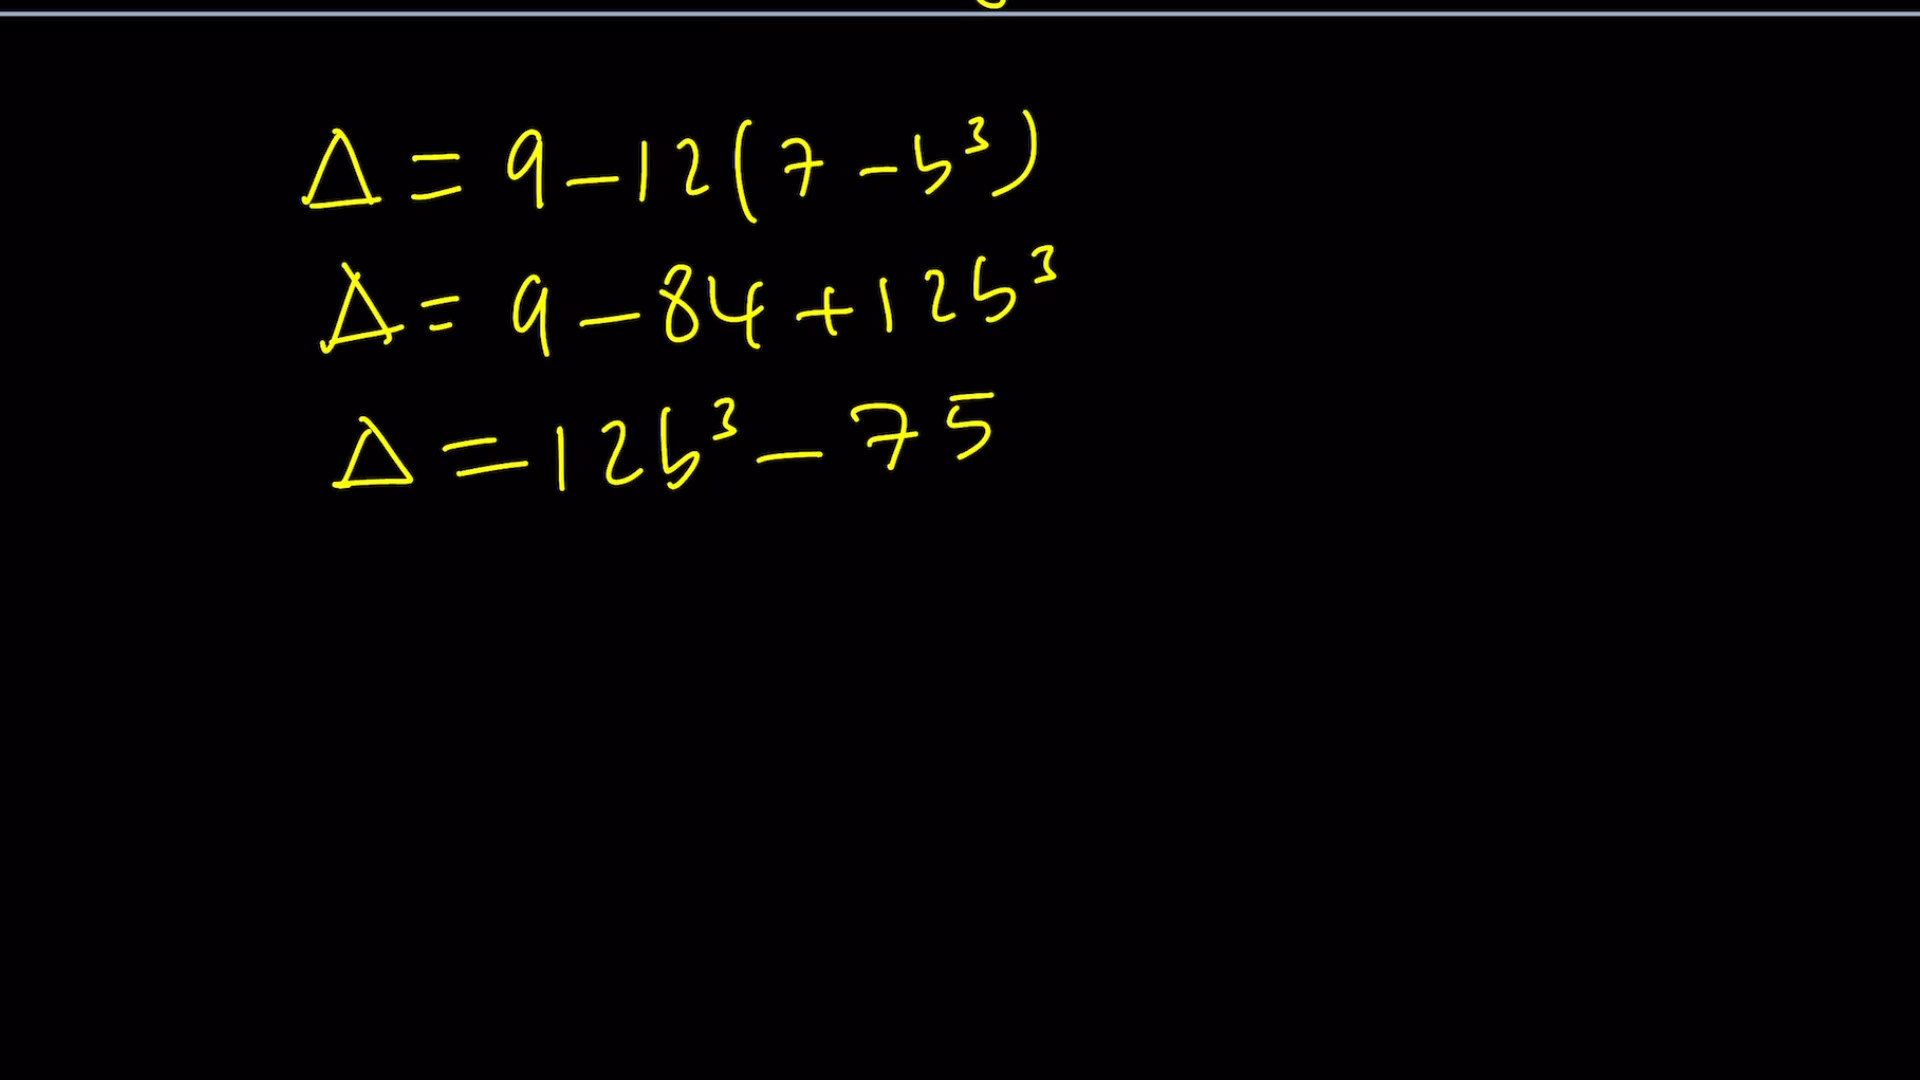 Δ = 9 – 12 (7 – b³)
Δ = 9 – 84 + 12b³
Δ = 12b³ – 75